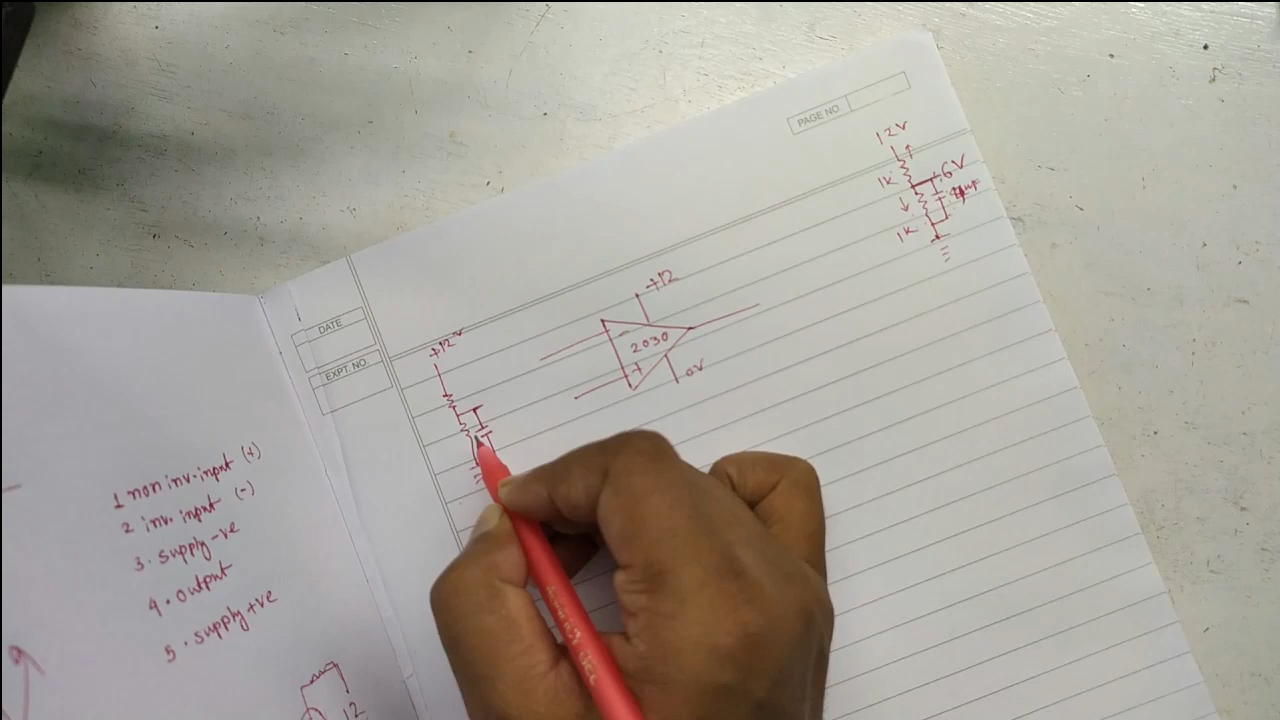 1 non inv. input (+)
2 inv. input (-)
3. supply -ve
4. output
5. supply +ve
12
DATE
EXPT. NO.
PAGE NO
+12V
+12
-
2030
+
0V
12V
1K
6V
1K